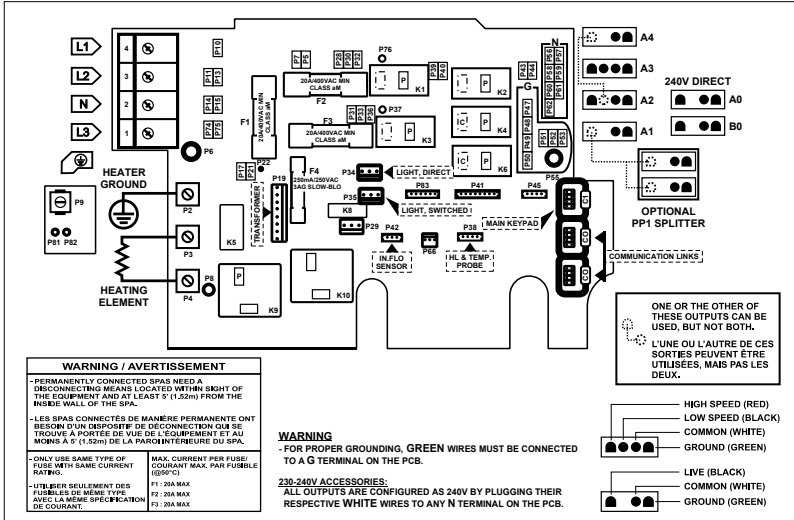 L1
L2
N
L3
4
3
2
1
P10
P11
P13
P14
P15
P74
P75
P6
P7
P5
P28
P30
P32
P76
20A/400VAC MIN
CLASS aM
F2
F1
20A/400VAC MIN
CLASS aM
P31
P33
P36
P37
20A/400VAC MIN
CLASS aM
F3
P
K1
P
K3
P39
P40
C
K2
C
K4
C
K6
P43
P44
N
G
P56
P57
P58
P59
P60
P61
P62
P47
P48
P49
P50
P51
P52
P53
P55
A4
A3
A2
A1
240V DIRECT
A0
B0
OPTIONAL
PP1 SPLITTER
HEATER
GROUND
P9
P81 P82
P2
P3
P4
P8
HEATING
ELEMENT
P17
P21
P22
P19
TRANSFORMER
F4
250mA/250VAC
3AG SLOW-BLO
P34
LIGHT, DIRECT
P35
LIGHT, SWITCHED
K8
P29
K5
P
K9
K10
P83
P41
P45
P42
IN.FLO
SENSOR
P66
P38
HL & TEMP.
PROBE
MAIN KEYPAD
C1
CO
CO
COMMUNICATION LINKS
ONE OR THE OTHER OF
THESE OUTPUTS CAN BE
USED, BUT NOT BOTH.
L'UNE OU L'AUTRE DE CES
SORTIES PEUVENT ÊTRE
UTILISÉES, MAIS PAS LES
DEUX.
WARNING / AVERTISSEMENT
- PERMANENTLY CONNECTED SPAS NEED A
DISCONNECTING MEANS LOCATED WITHIN SIGHT OF
THE EQUIPMENT AND AT LEAST 5' (1,52m) FROM THE
INSIDE WALL OF THE SPA.
- LES SPAS CONNECTÉS DE MANIÈRE PERMANENTE ONT
BESOIN D'UN DISPOSITIF DE DÉCONNECTION QUI SE
TROUVE À PORTÉE DE VUE DE L'ÉQUIPEMENT ET AU
MOINS À 5' (1,52m) DE LA PAROI INTÉRIEURE DU SPA.
- ONLY USE SAME TYPE OF
FUSE WITH SAME CURRENT
RATING.
- UTILISER SEULEMENT DES
FUSIBLES DE MÊME TYPE
AVEC LA MÊME SPÉCIFICATION
DE COURANT.
MAX. CURRENT PER FUSE/
COURANT MAX. PAR FUSIBLE
(@50°C)
F1 : 20A MAX
F2 : 20A MAX
F3 : 20A MAX
WARNING
- FOR PROPER GROUNDING, GREEN WIRES MUST BE CONNECTED
TO A G TERMINAL ON THE PCB.
230-240V ACCESSORIES:
ALL OUTPUTS ARE CONFIGURED AS 240V BY PLUGGING THEIR
RESPECTIVE WHITE WIRES TO ANY N TERMINAL ON THE PCB.
HIGH SPEED (RED)
LOW SPEED (BLACK)
COMMON (WHITE)
GROUND (GREEN)
LIVE (BLACK)
COMMON (WHITE)
GROUND (GREEN)